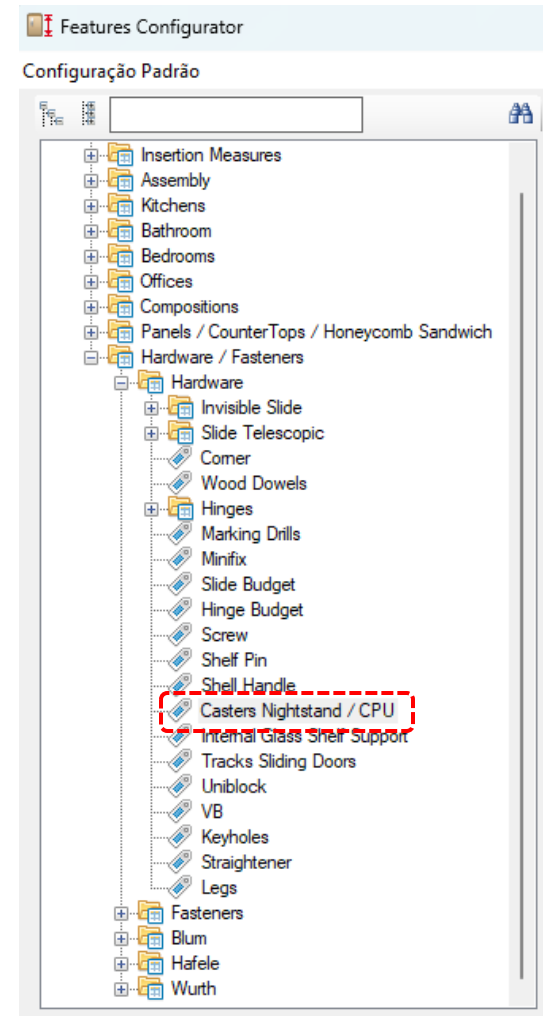 Features Configurator
Configuração Padrão
Insertion Measures
Assembly
Kitchens
Bathroom
Bedrooms
Offices
Compositions
Panels / CounterTops / Honeycomb Sandwich
Hardware / Fasteners
Hardware
Invisible Slide
Slide Telescopic
Corner
Wood Dowels
Hinges
Marking Drills
Minifix
Slide Budget
Hinge Budget
Screw
Shelf Pin
Shell Handle
Casters Nightstand / CPU
Internal Glass Shelf Support
Tracks Sliding Doors
Uniblock
VB
Keyholes
Straightener
Legs
Fasteners
Blum
Hafele
Wurth